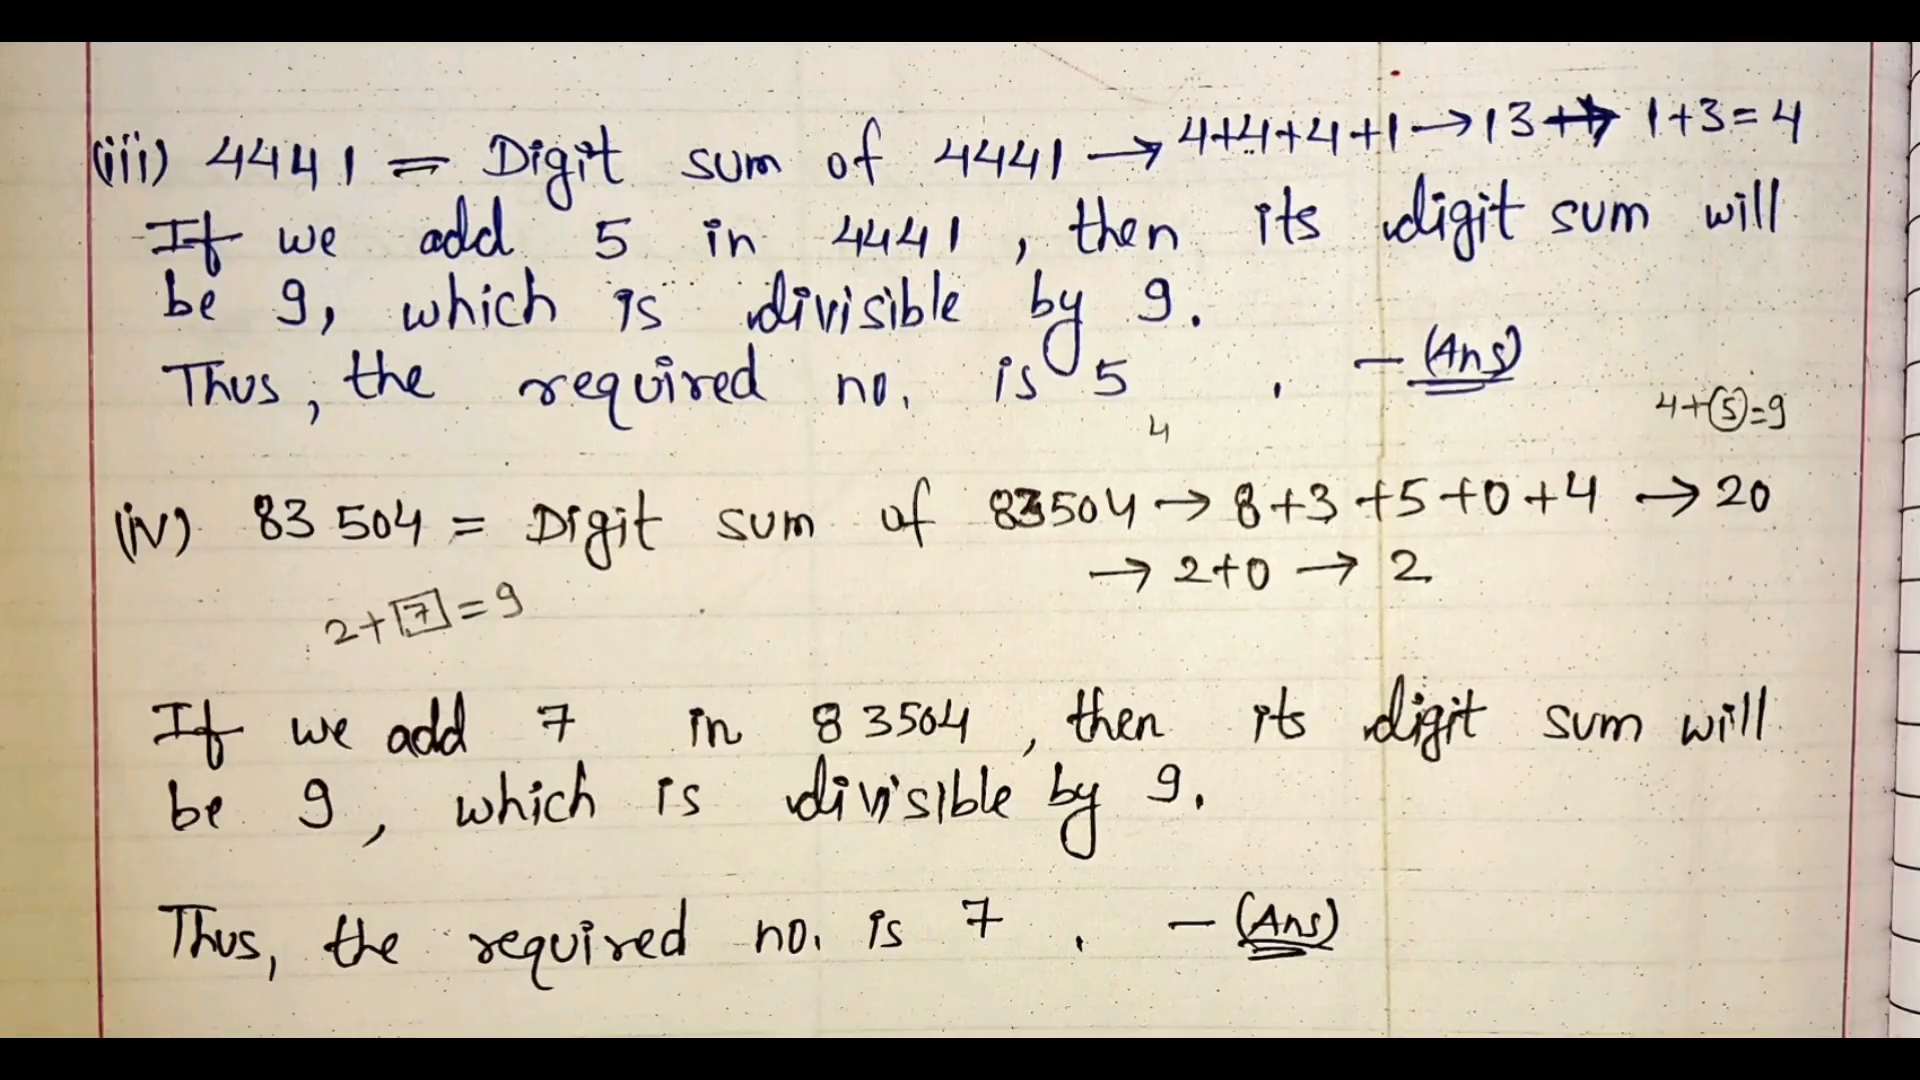 (iii) 4441 = Digit sum of 4441 → 4+4+4+1 → 13 → 1+3=4
If we add 5 in 4441, then its digit sum will
be 9, which is divisible by 9.
Thus, the required no. is 5 . - (Ans)
4+(5)=9
4
(iv) 83504 = Digit sum of 83504 → 8+3+5+0+4 → 20
→ 2+0 → 2
2+7=9
If we add 7 in 83504, then its digit sum will
be 9, which is divisible by 9.
Thus, the required no. is 7 . - (Ans)